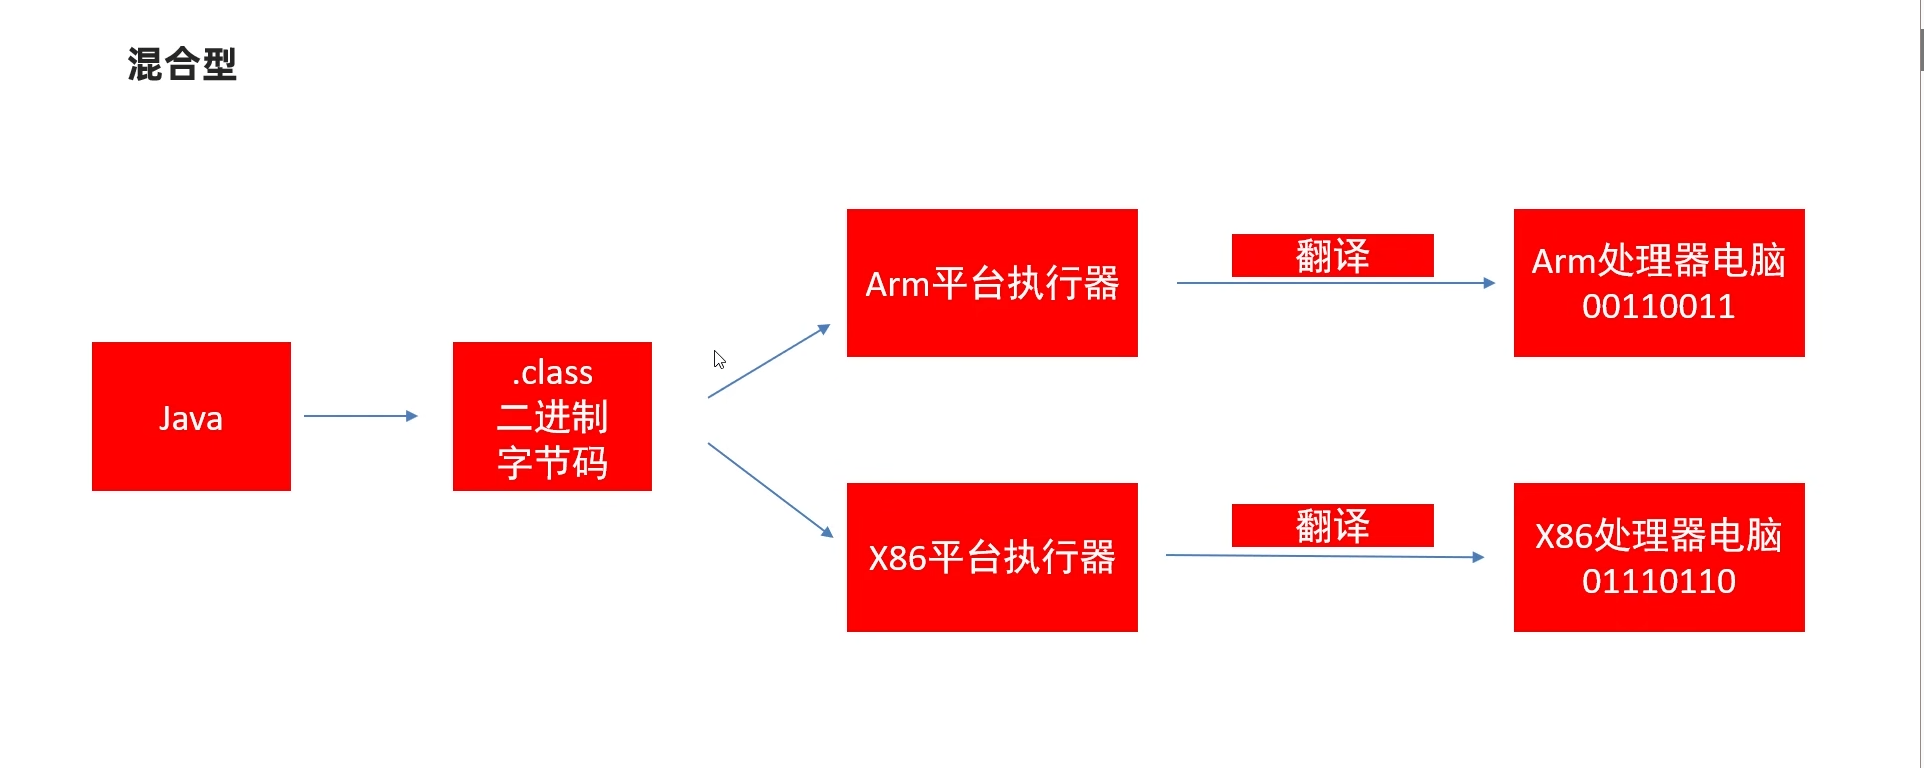 混合型
Java
.class
二进制
字节码
Arm平台执行器
翻译
Arm处理器电脑
00110011
X86平台执行器
翻译
X86处理器电脑
01110110